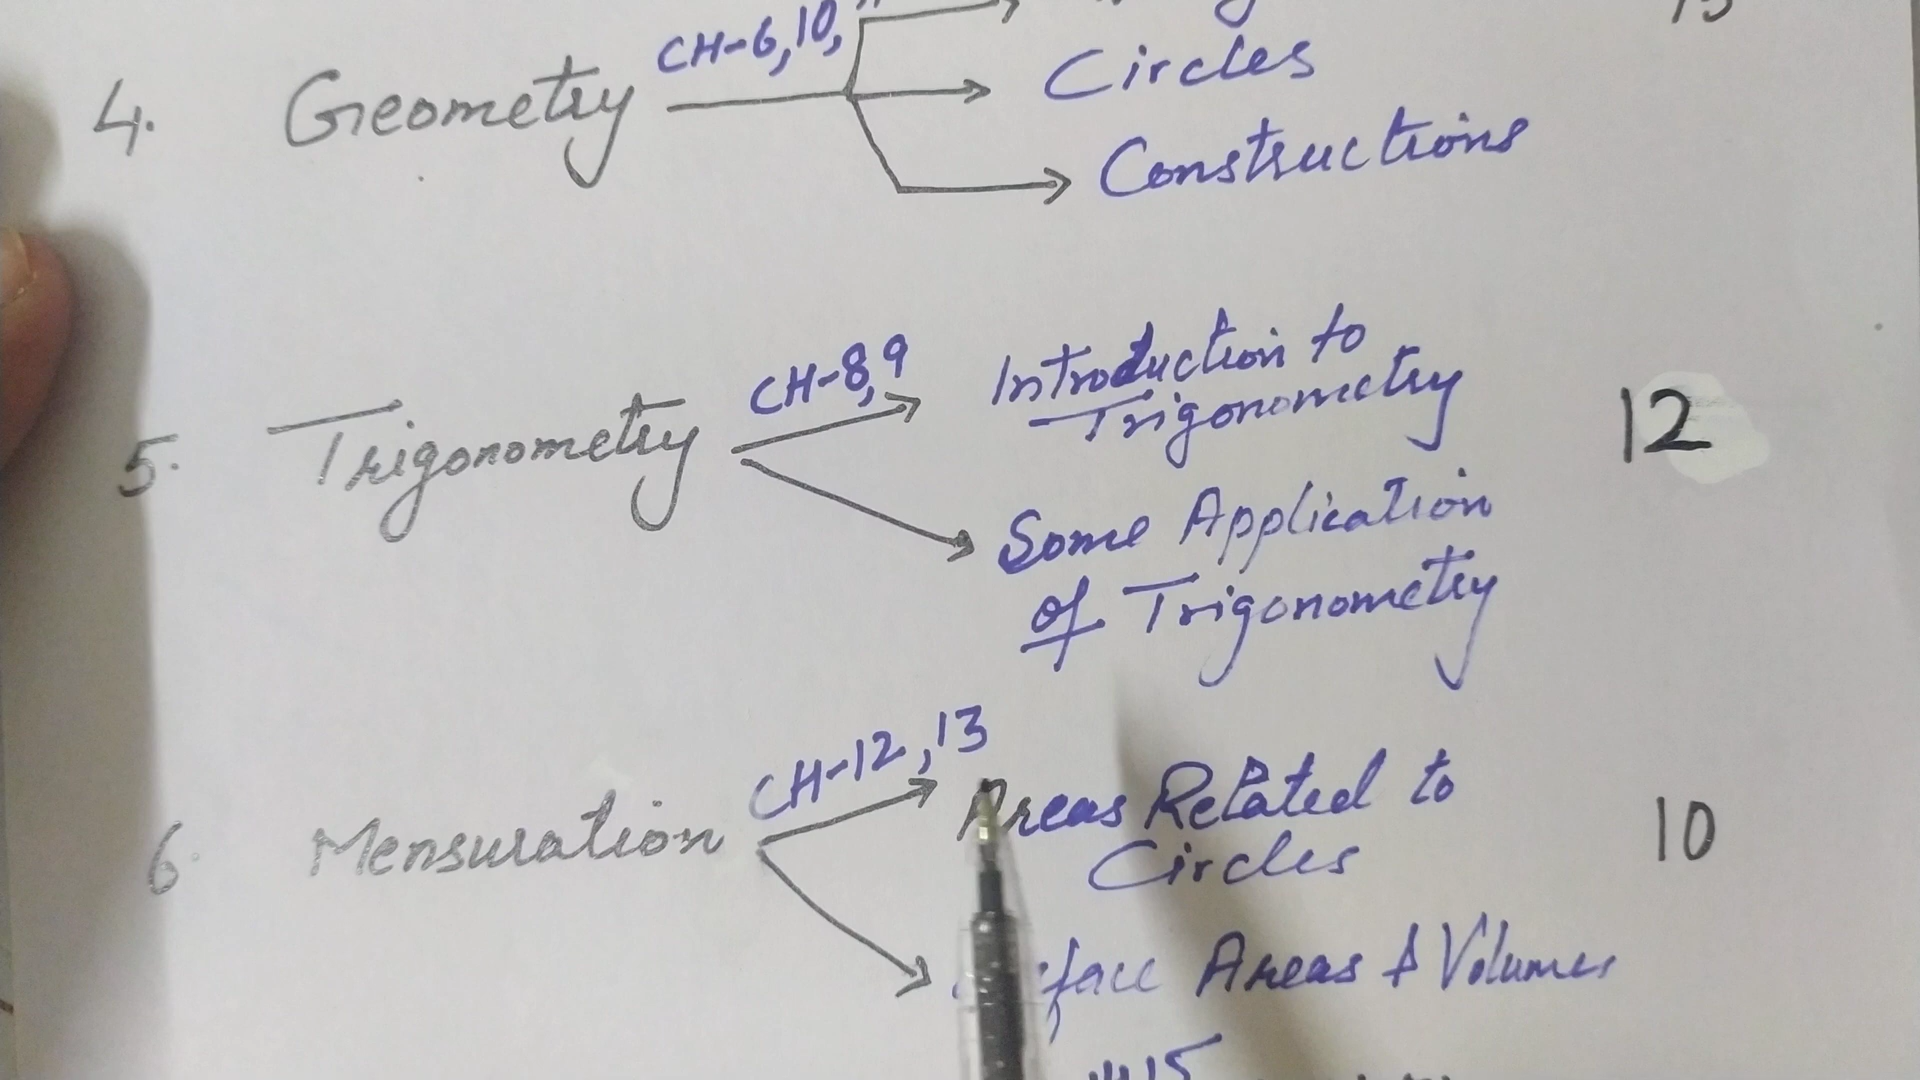 4. Geometry CH-6,10, Circles
Constructions
5. Trigonometry CH-8,9 Introduction to
Trigonometry 12
Some Application
of Trigonometry
6. Mensuration CH-12,13 Areas Related to
Circles 10
Areas & Volumes